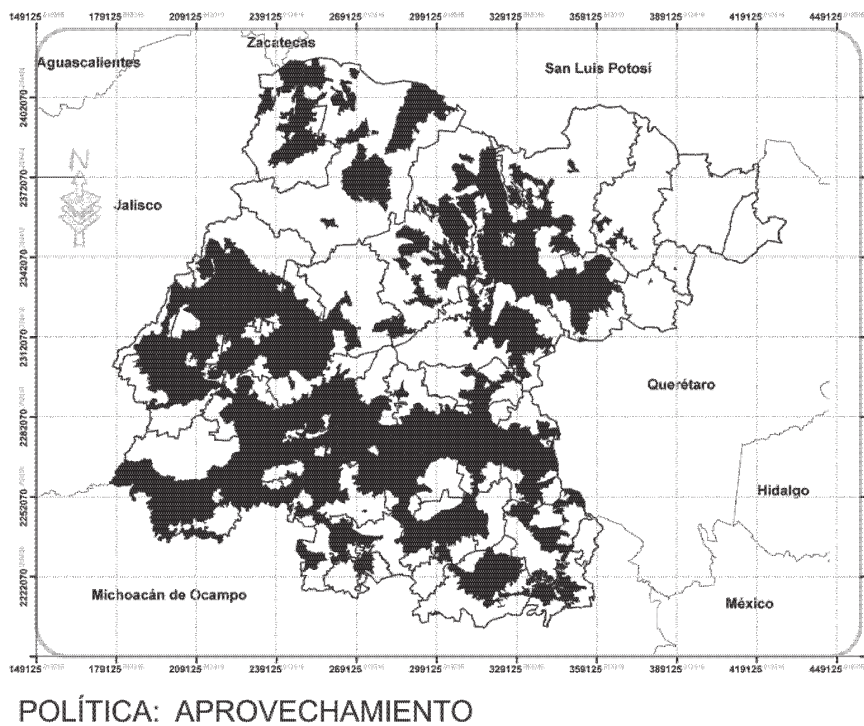 149125 179125 209125 239125 269125 299125 329125 359125 389125 419125 449125
Zacatecas
Aguascalientes
San Luis Potosí
2402070
N
2372070
Jalisco
2342070
2312070
Querétaro
2282070
Hidalgo
2252070
Michoacán de Ocampo
México
2222070
149125 179125 209125 239125 269125 299125 329125 359125 389125 419125 449125
POLÍTICA: APROVECHAMIENTO